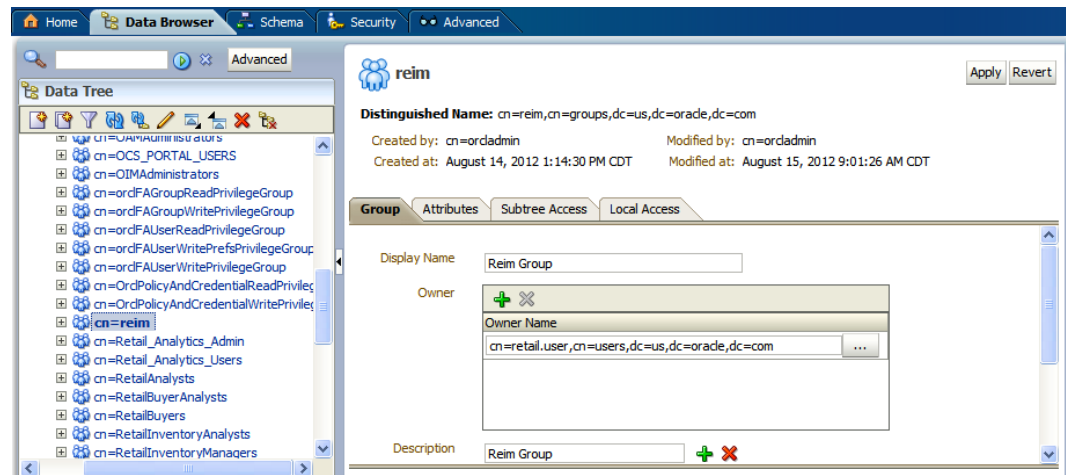 Home Data Browser Schema Security Advanced
Advanced
Data Tree
cn=OAMAdministrators
cn=OCS_PORTAL_USERS
cn=OIMAdministrators
cn=orclFAGroupReadPrivilegeGroup
cn=orclFAGroupWritePrivilegeGroup
cn=orclFAUserReadPrivilegeGroup
cn=orclFAUserWritePrefsPrivilegeGroup
cn=orclFAUserWritePrivilegeGroup
cn=OrclPolicyAndCredentialReadPrivileg
cn=OrclPolicyAndCredentialWritePrivileg
cn=reim
cn=Retail_Analytics_Admin
cn=Retail_Analytics_Users
cn=RetailAnalysts
cn=RetailBuyerAnalysts
cn=RetailBuyers
cn=RetailInventoryAnalysts
cn=RetailInventoryManagers
reim
Apply Revert
Distinguished Name: cn=reim,cn=groups,dc=us,dc=oracle,dc=com
Created by: cn=orcladmin Modified by: cn=orcladmin
Created at: August 14, 2012 1:14:30 PM CDT Modified at: August 15, 2012 9:01:26 AM CDT
Group Attributes Subtree Access Local Access
Display Name Reim Group
Owner
Owner Name
cn=retail.user,cn=users,dc=us,dc=oracle,dc=com ...
Description Reim Group